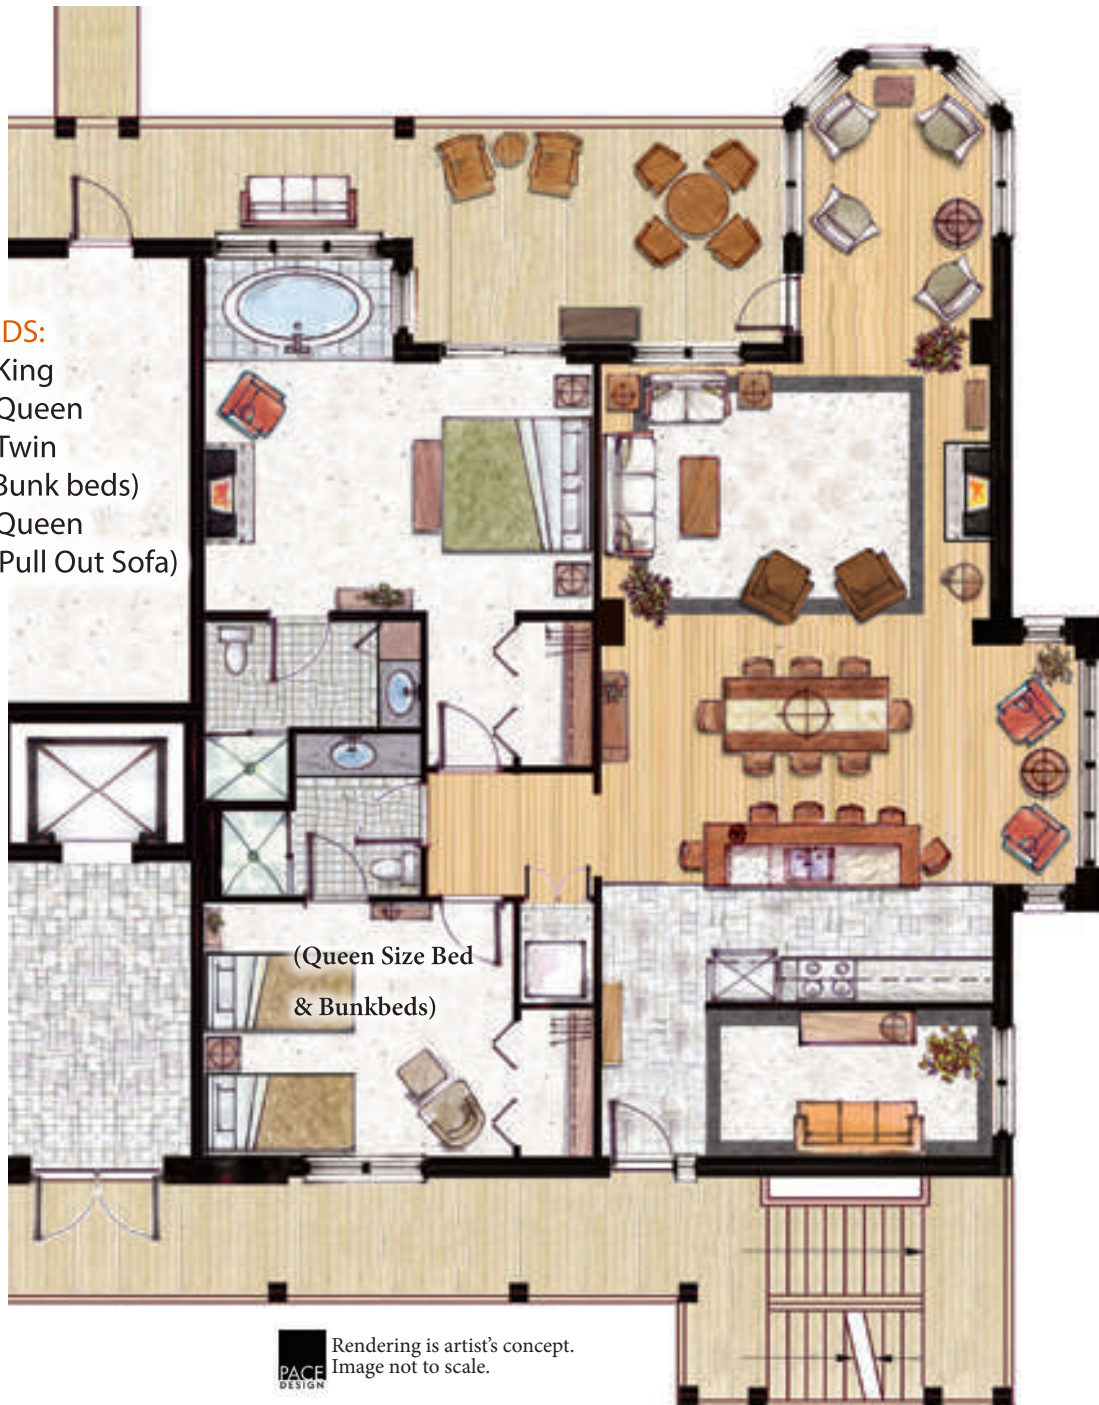 DS:
King
Queen
Twin
Bunk beds)
Queen
(Pull Out Sofa)
(Queen Size Bed
& Bunkbeds)
PACE
DESIGN
Rendering is artist's concept.
Image not to scale.